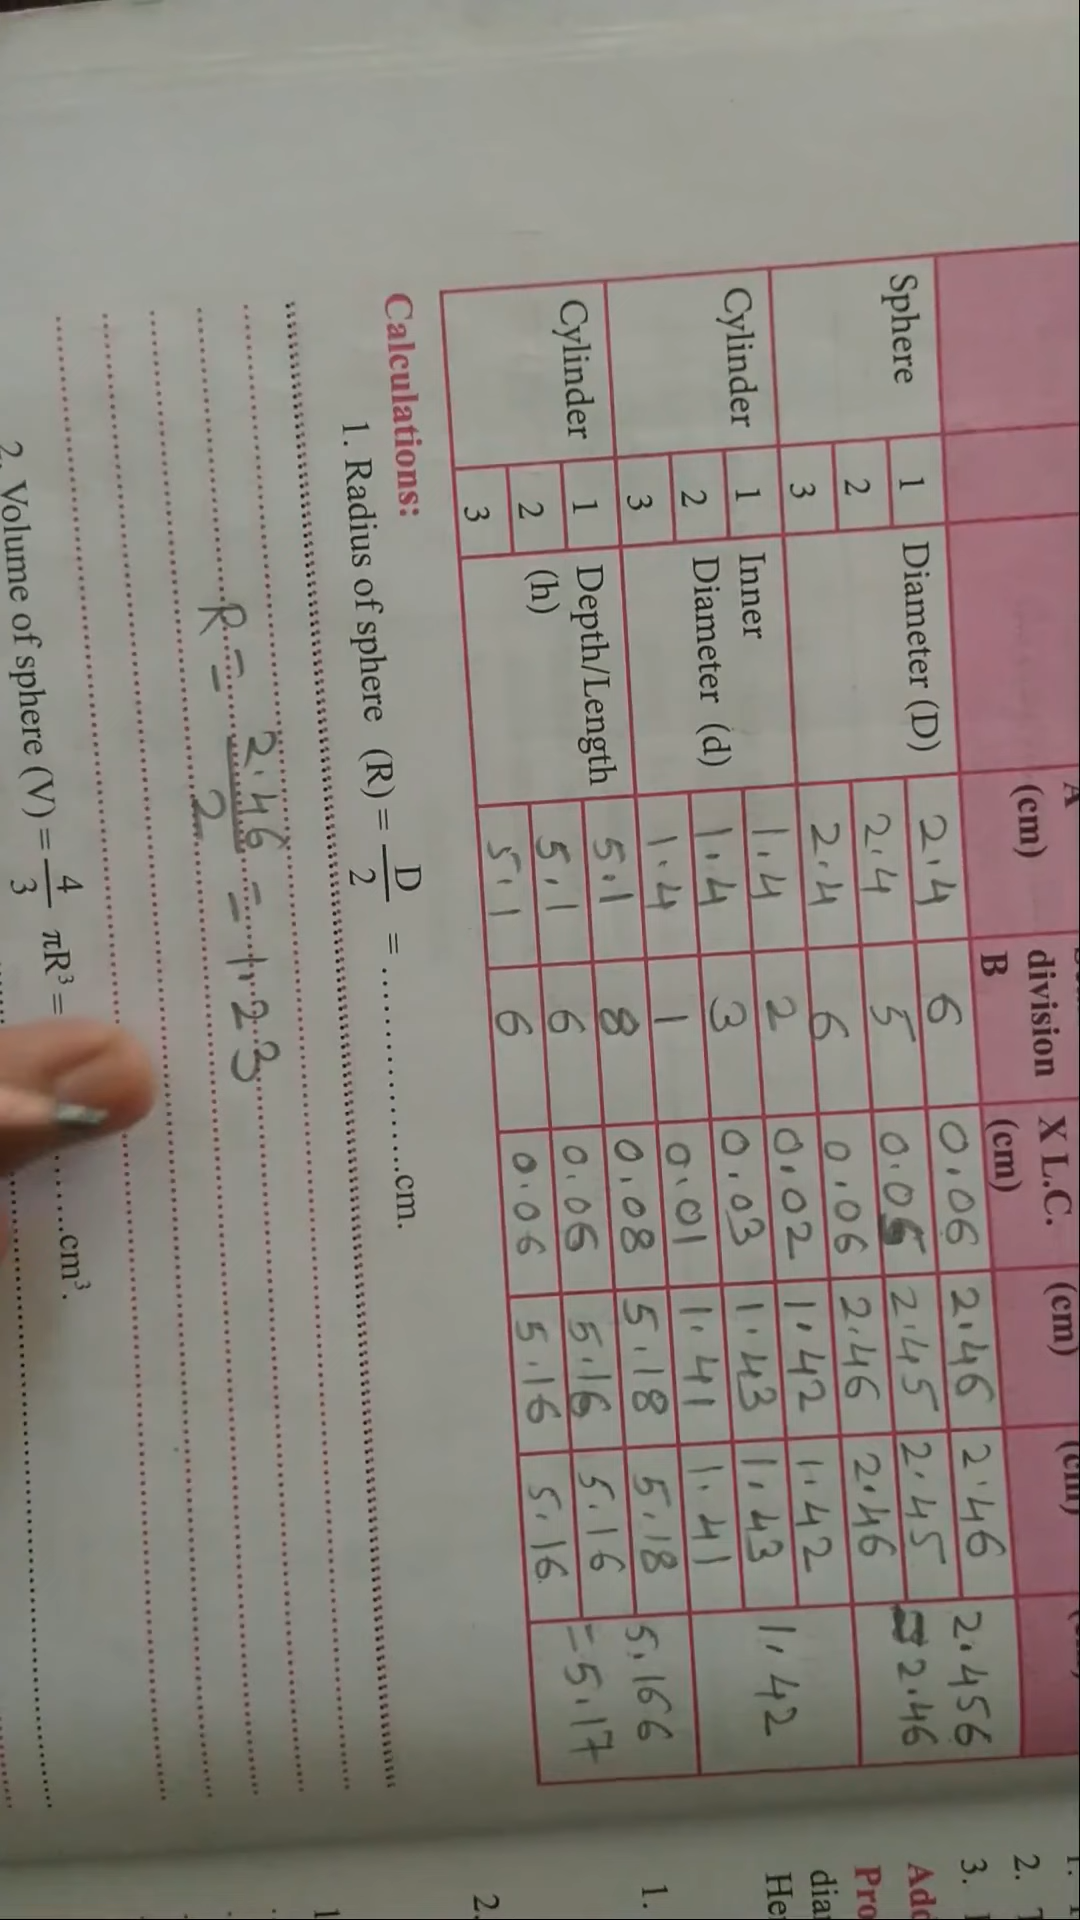 A
(cm)
division
B
X L.C.
(cm)
(cm)
(cm)
Sphere 1 Diameter (D) 2.4 6 0.06 2.46 2.46 2.456
2 2.4 5 0.05 2.45 2.45 2.46
3 2.4 6 0.06 2.46 2.46
Cylinder 1 Inner 1.4 2 0.02 1.42 1.42 1.42
2 Diameter (d) 1.4 3 0.03 1.43 1.43
3 1.4 1 0.01 1.41 1.41
Cylinder 1 Depth/Length 5.1 8 0.08 5.18 5.18 5.166
2 (h) 5.1 6 0.06 5.16 5.16 =5.17
3 5.1 6 0.06 5.16 5.16
Calculations:
1. Radius of sphere (R) = D/2 = ............cm.
R = 2.46/2 = 1.23
2. Volume of sphere (V) = 4/3 πR³ = ......cm³.
2.
3.
Pro
dia
He
1.
2.
1